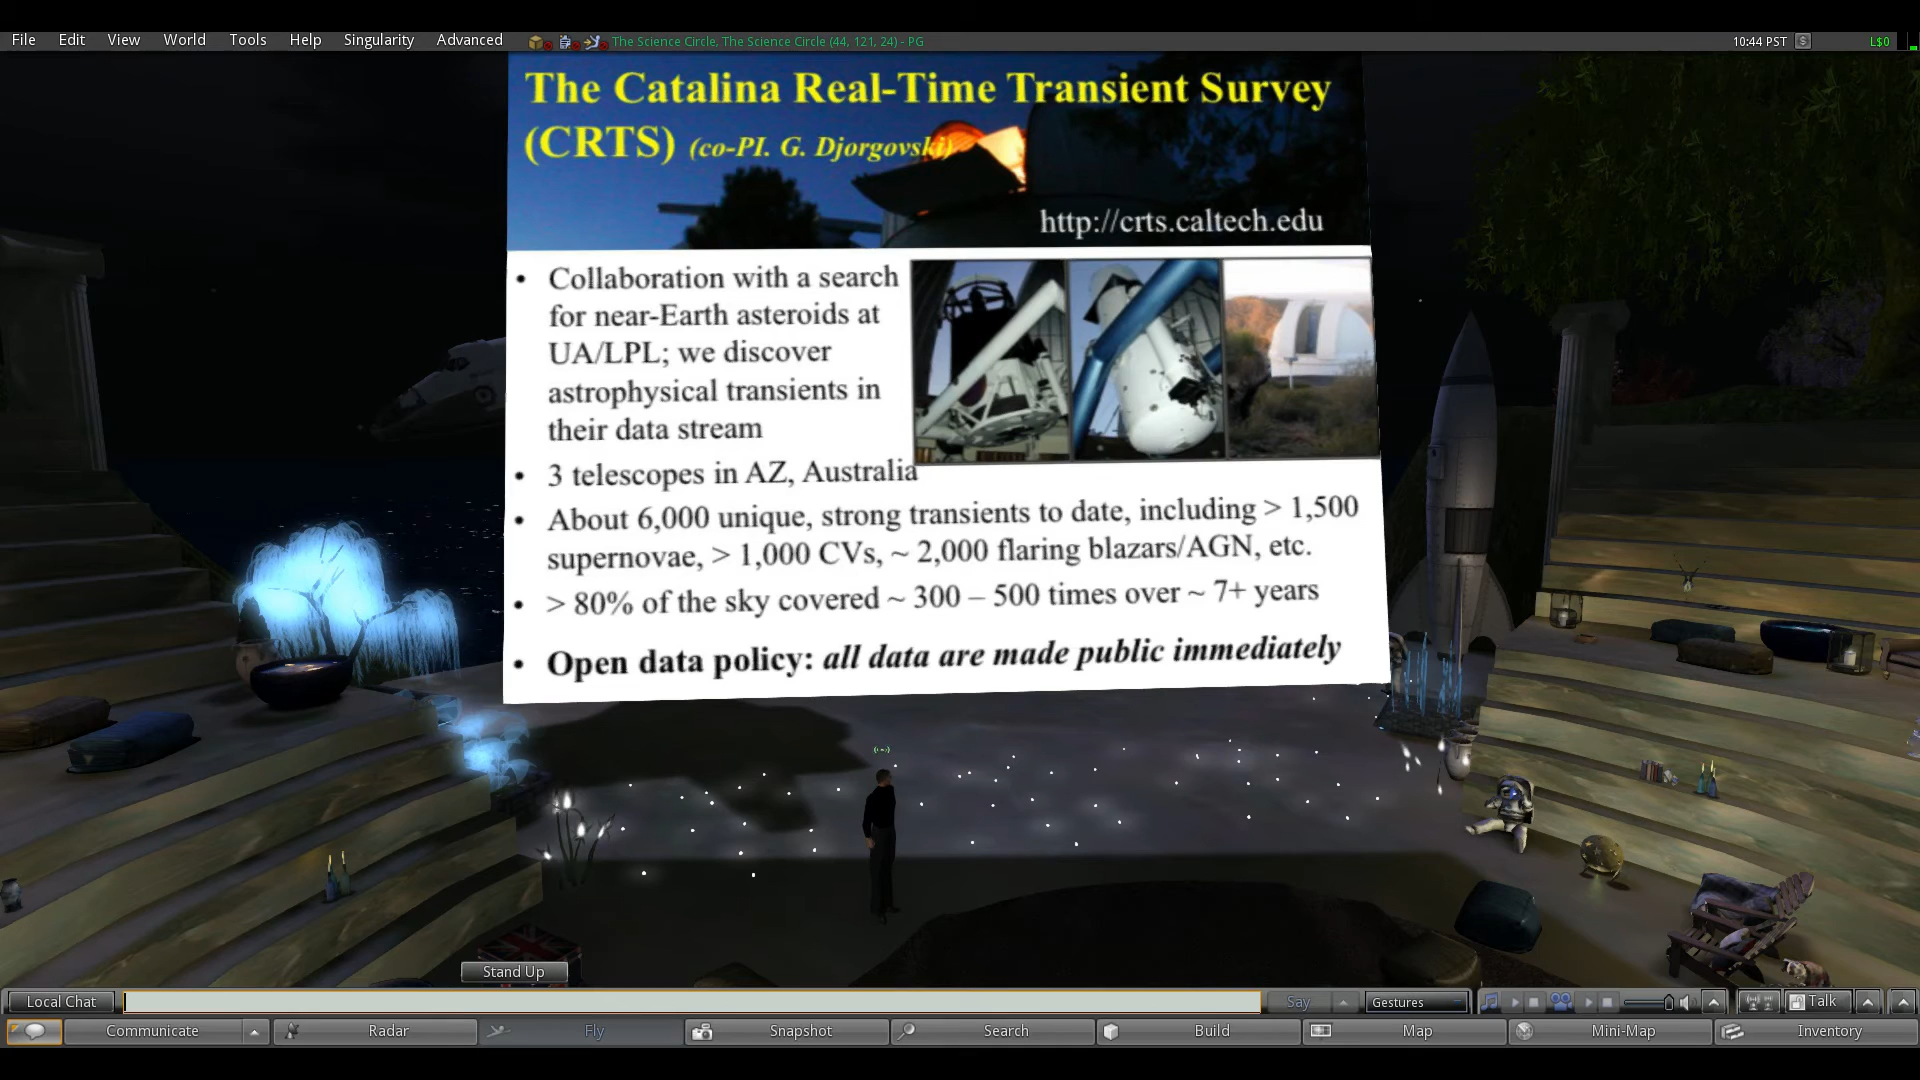 File Edit View World Tools Help Singularity Advanced The Science Circle, The Science Circle (44, 121, 24) - PG 10:44 PST S L$0
The Catalina Real-Time Transient Survey
(CRTS) (co-PI. G. Djorgovski)
http://crts.caltech.edu
• Collaboration with a search
for near-Earth asteroids at
UA/LPL; we discover
astrophysical transients in
their data stream
• 3 telescopes in AZ, Australia
• About 6,000 unique, strong transients to date, including > 1,500
supernovae, > 1,000 CVs, ~ 2,000 flaring blazars/AGN, etc.
• > 80% of the sky covered ~ 300 – 500 times over ~ 7+ years
• Open data policy: all data are made public immediately
Stand Up
Local Chat Say Gestures Talk
Communicate Radar Fly Snapshot Search Build Map Mini-Map Inventory